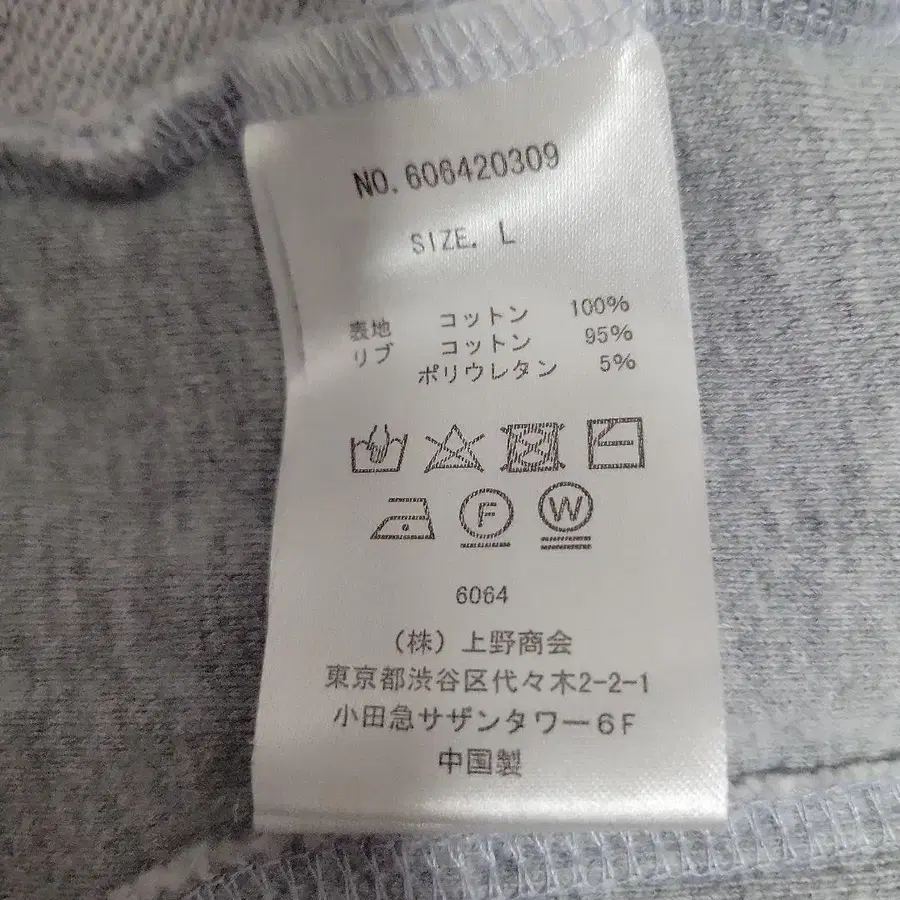 NO. 606420309
SIZE. L
表地 コットン 100%
リブ コットン 95%
ポリウレタン 5%
F W
6064
（株）上野商会
東京都渋谷区代々木2-2-1
小田急サザンタワー6F
中国製